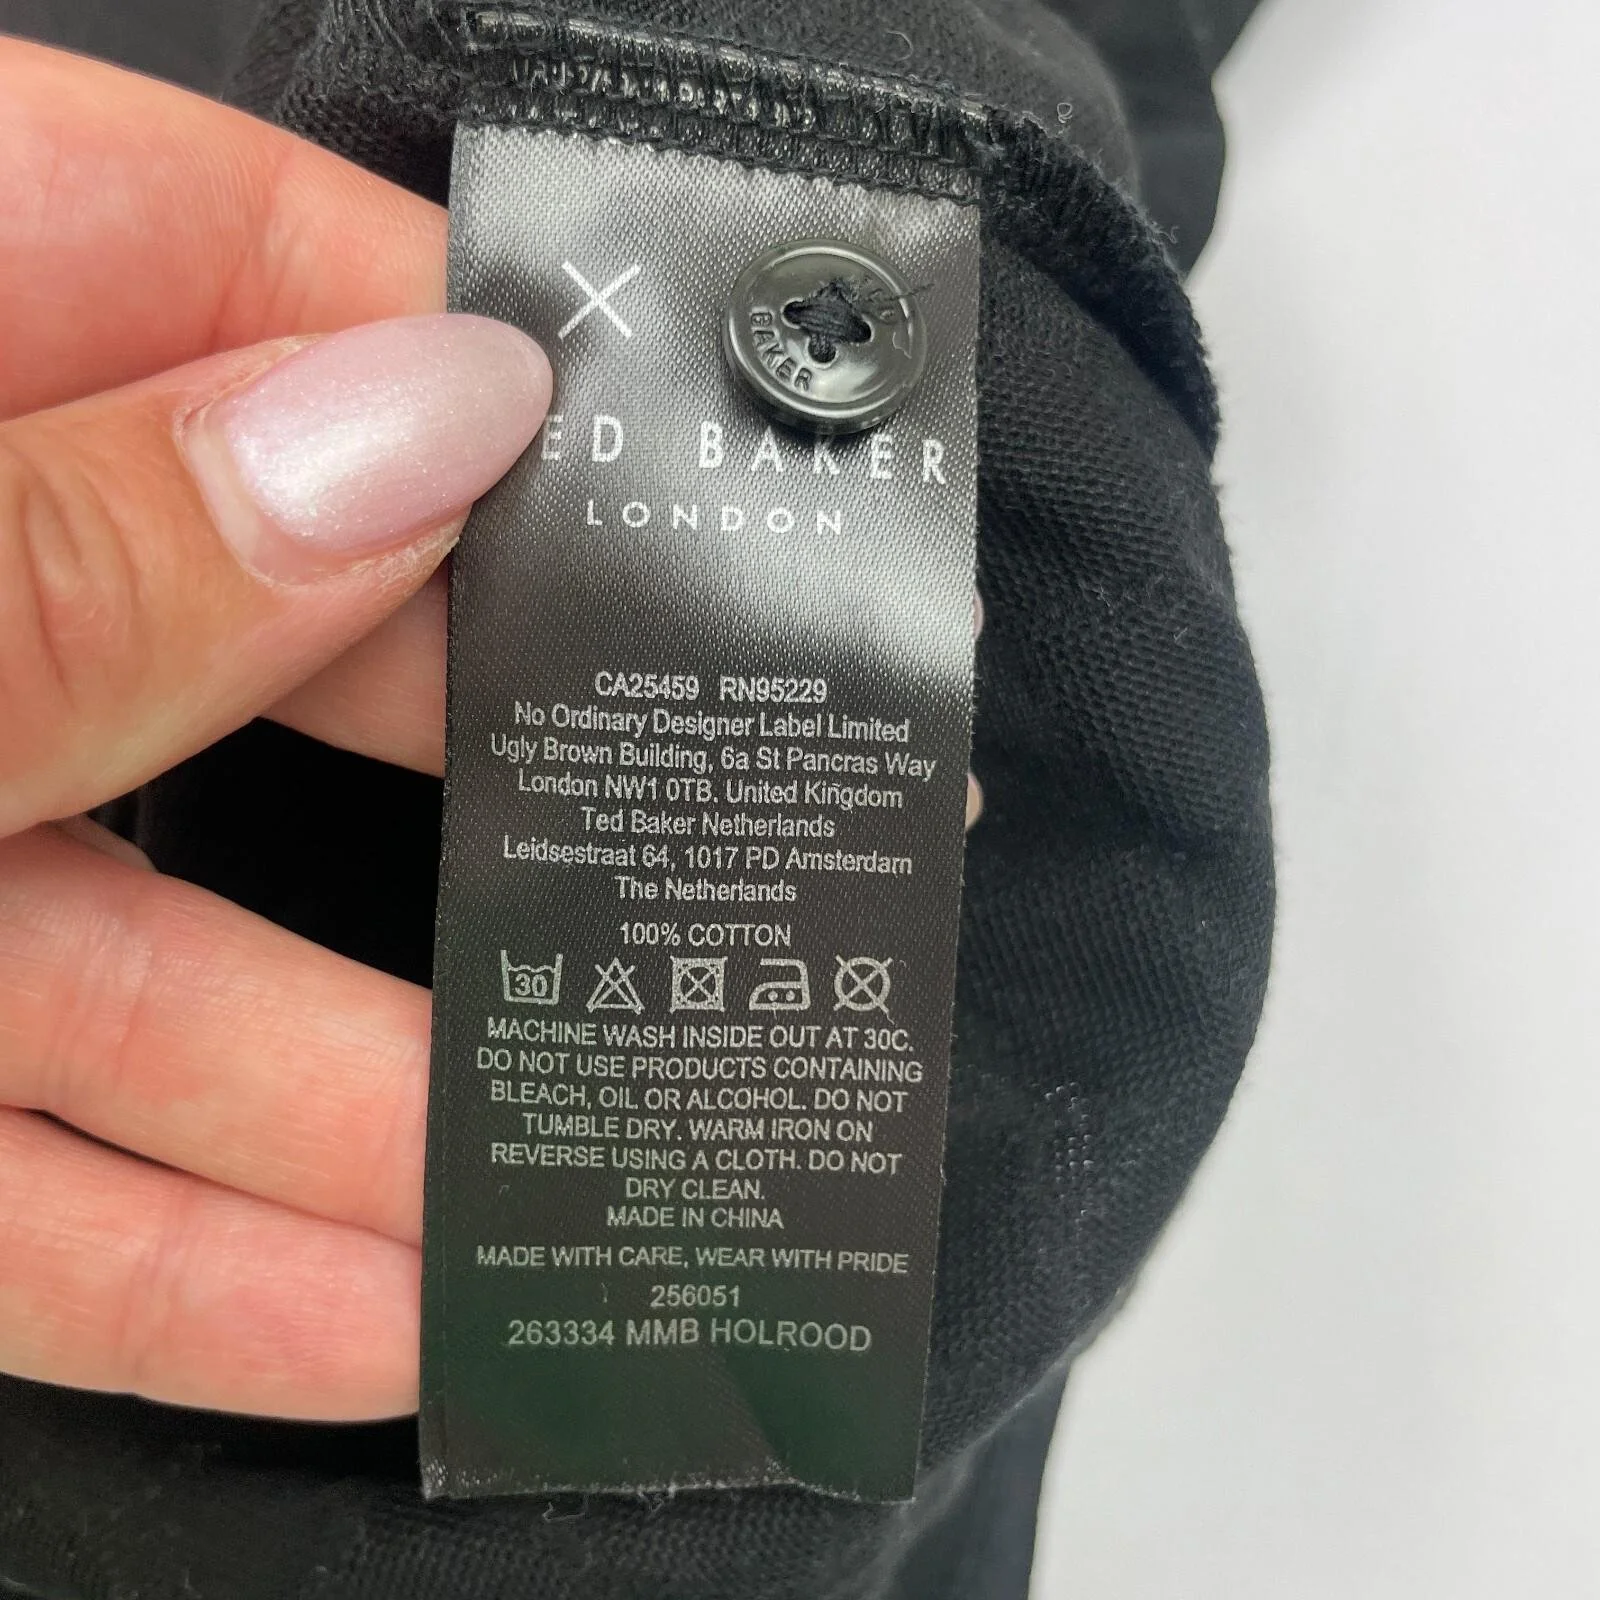 TED
BAKER
ED BAKER
LONDON
CA25459 RN95229
No Ordinary Designer Label Limited
Ugly Brown Building, 6a St Pancras Way
London NW1 0TB. United Kingdom
Ted Baker Netherlands
Leidsestraat 64, 1017 PD Amsterdam
The Netherlands
100% COTTON
30
MACHINE WASH INSIDE OUT AT 30C.
DO NOT USE PRODUCTS CONTAINING
BLEACH, OIL OR ALCOHOL. DO NOT
TUMBLE DRY. WARM IRON ON
REVERSE USING A CLOTH. DO NOT
DRY CLEAN.
MADE IN CHINA
MADE WITH CARE, WEAR WITH PRIDE
256051
263334 MMB HOLROOD